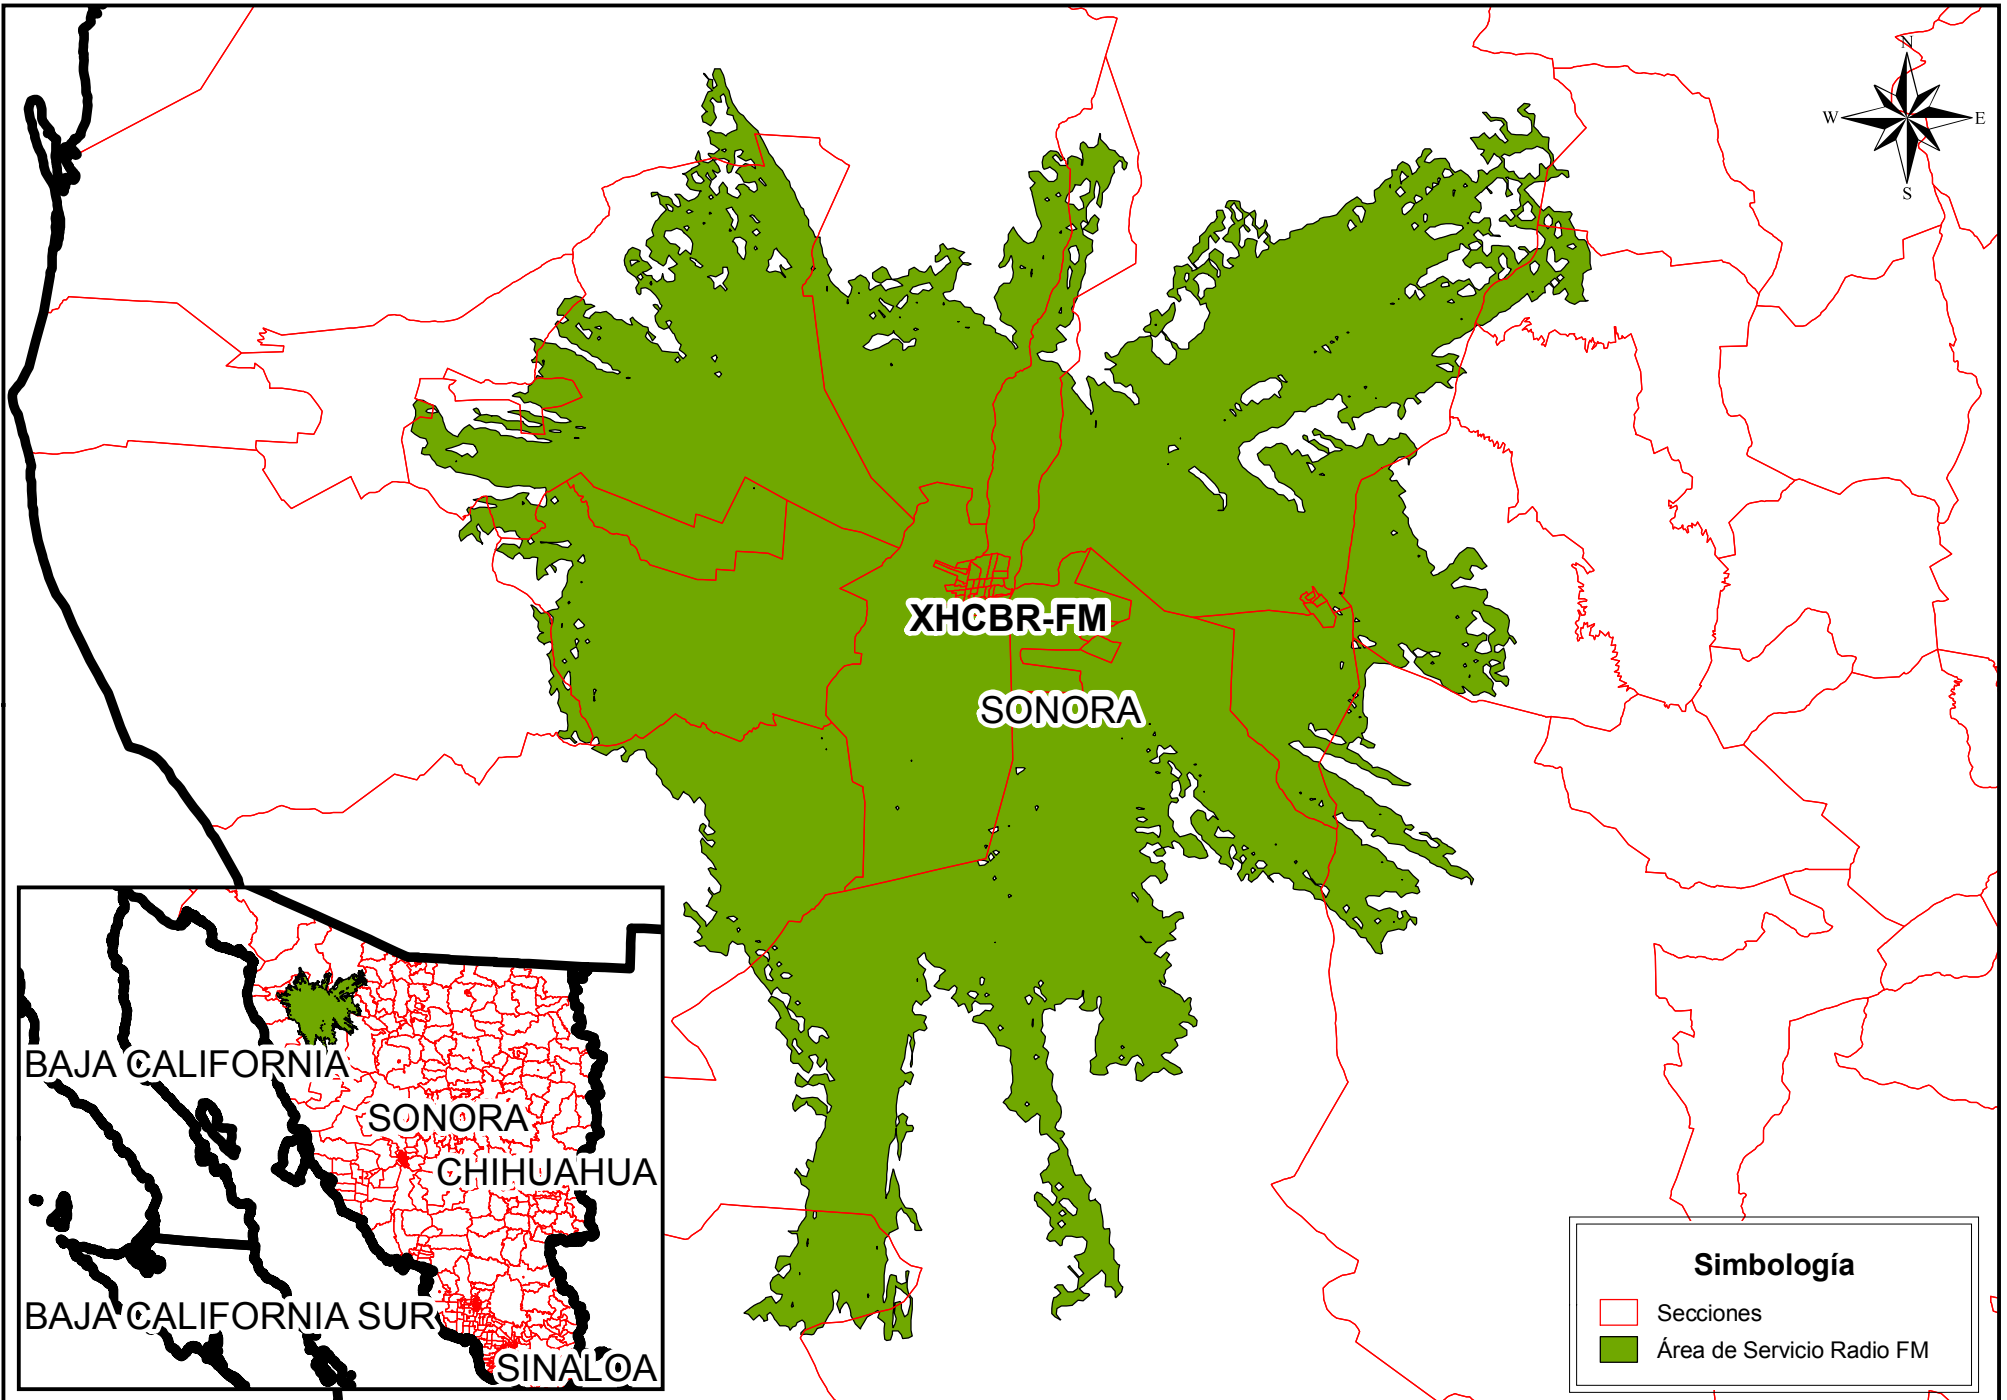 N
W E
S
XHCBR-FM
SONORA
BAJA CALIFORNIA
SONORA
CHIHUAHUA
BAJA CALIFORNIA SUR
SINALOA
Simbología
Secciones
Área de Servicio Radio FM